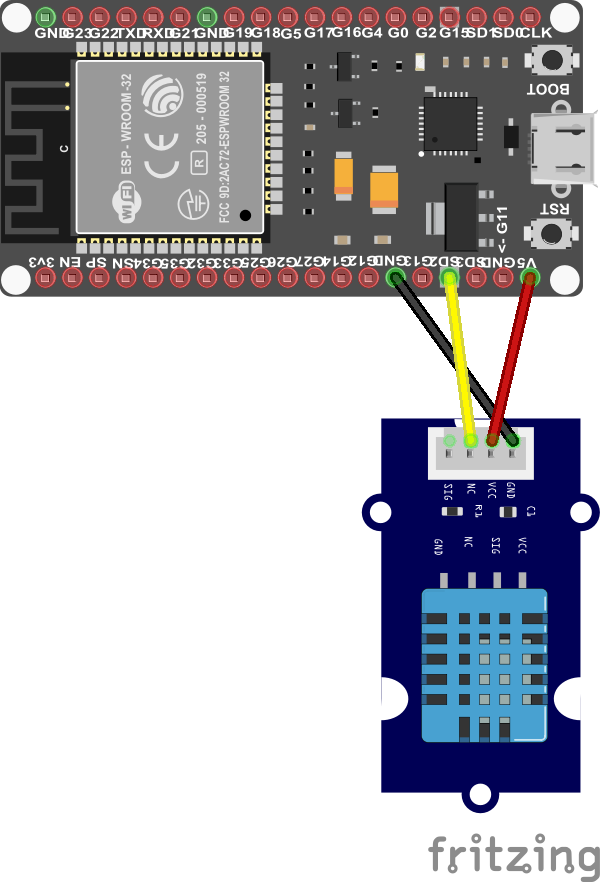 GND G23 G22 TXD RXD G21 GND G19 G18 G5 G17 G16 G4 G0 G2 G15 SD1 SD0 CLK
BOOT
ESP - WROOM -32
CE
R
205 - 000519
WiFi
FCC 9D:2AC72-ESPWROOM 32
C
RST
<- G11
3v3 EN SP SN G34 G35 G32 G33 G25 G26 G27 G14 G12 GND G13 SD2 SD3 GND V5
SIG NC VCC GND
R1 C1
GND NC SIG VCC
fritzing